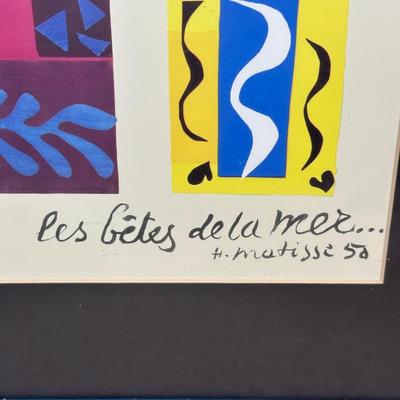 les bêtes de la mer...
H. matisse 50